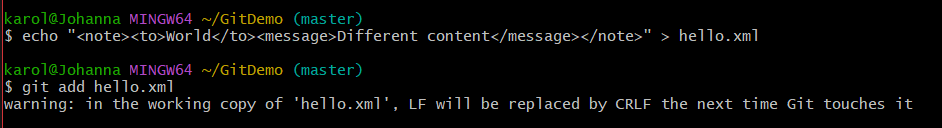 karol@Johanna MINGW64 ~/GitDemo (master)
$ echo "<note><to>World</to><message>Different content</message></note>" > hello.xml
karol@Johanna MINGW64 ~/GitDemo (master)
$ git add hello.xml
warning: in the working copy of 'hello.xml', LF will be replaced by CRLF the next time Git touches it